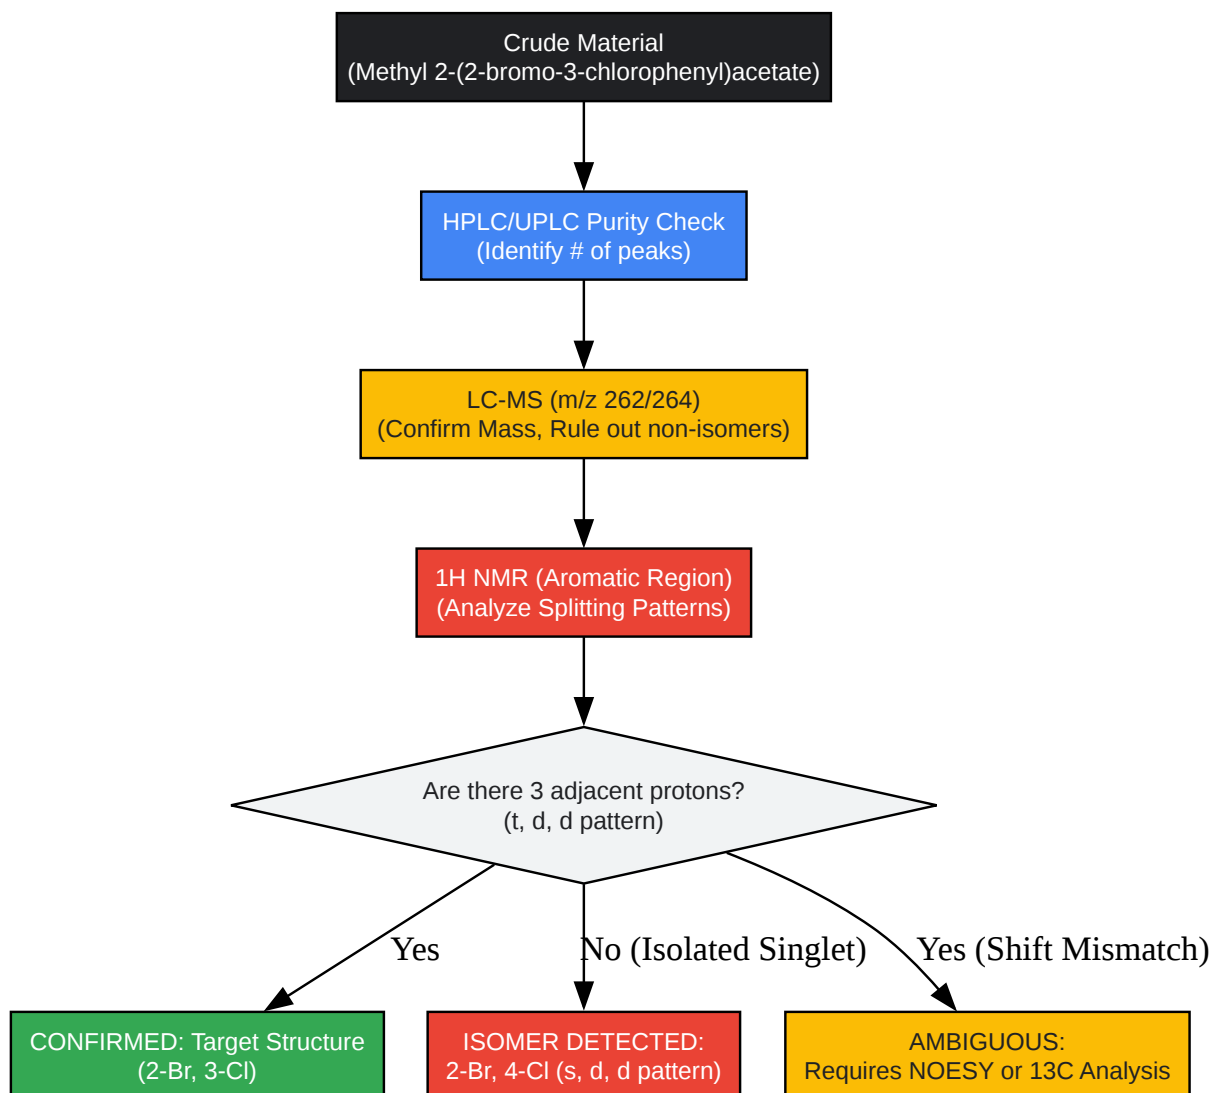 Crude Material
(Methyl 2-(2-bromo-3-chlorophenyl)acetate)
HPLC/UPLC Purity Check
(Identify # of peaks)
LC-MS (m/z 262/264)
(Confirm Mass, Rule out non-isomers)
1H NMR (Aromatic Region)
(Analyze Splitting Patterns)
Are there 3 adjacent protons?
(t, d, d pattern)
Yes
No (Isolated Singlet)
Yes (Shift Mismatch)
CONFIRMED: Target Structure
(2-Br, 3-Cl)
ISOMER DETECTED:
2-Br, 4-Cl (s, d, d pattern)
AMBIGUOUS:
Requires NOESY or 13C Analysis